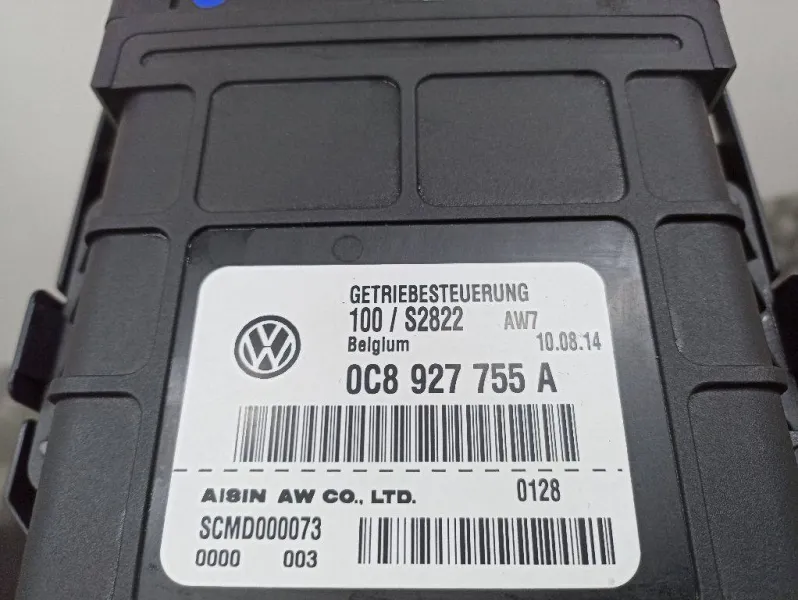 GETRIEBESTEUERUNG
100 / S2822 AW7
Belgium 10.08.14
0C8 927 755 A
AISIN AW CO., LTD. 0128
SCMD000073
0000 003